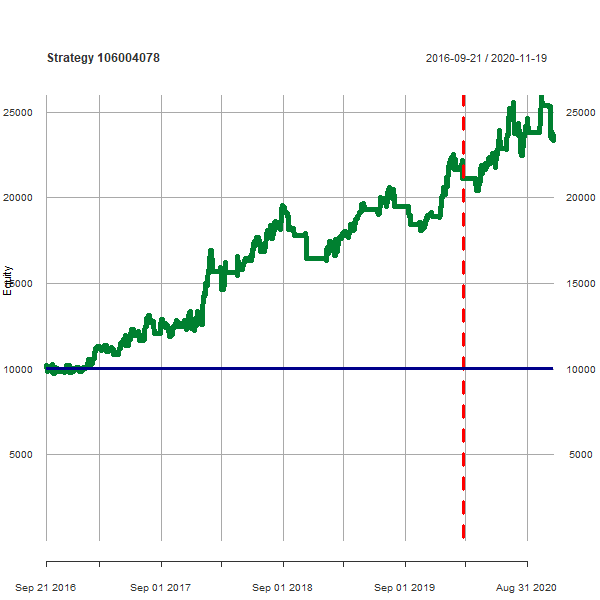 Strategy 106004078 2016-09-21 / 2020-11-19
25000 25000
20000 20000
Equity
15000 15000
10000 10000
5000 5000
Sep 21 2016 Sep 01 2017 Sep 01 2018 Sep 01 2019 Aug 31 2020